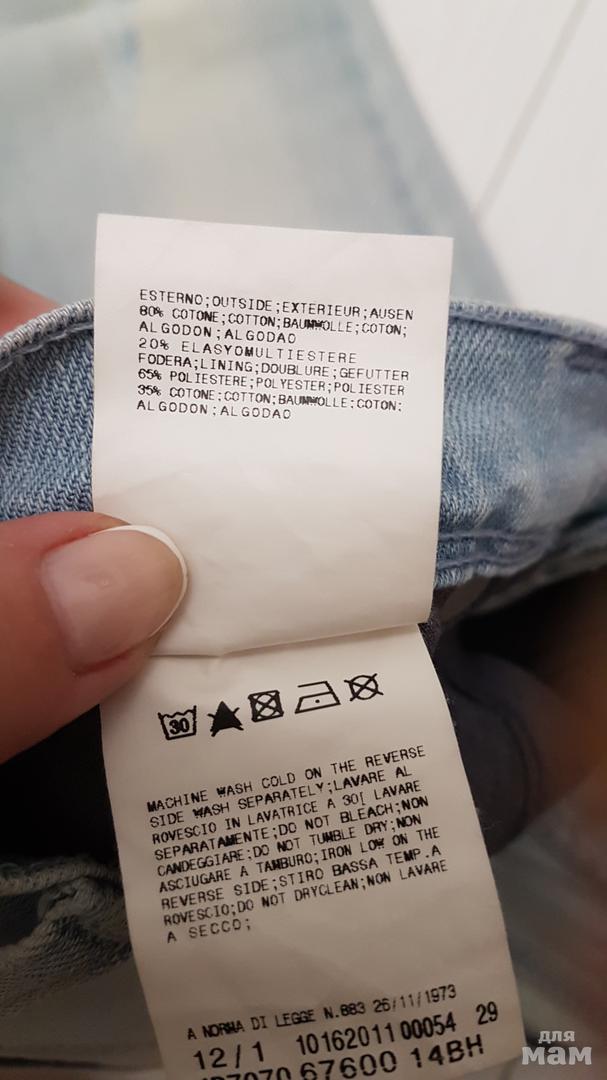 ESTERNO;OUTSIDE;EXTERIEUR;AUSEN
80% COTONE;COTTON;BAUMWOLLE;COTON;
ALGODON;ALGODAO
20% ELASYOMULTIESTERE
FODERA;LINING;DOUBLURE;GEFUTTER
65% POLIESTERE;POLYESTER;POLIESTER
35% COTONE;COTTON;BAUMWOLLE;COTON;
ALGODON;ALGODAO
30
MACHINE WASH COLD ON THE REVERSE
SIDE WASH SEPARATELY;LAVARE AL
ROVESCIO IN LAVATRICE A 30[ LAVARE
SEPARATAMENTE;DO NOT BLEACH;NON
CANDEGGIARE;DO NOT TUMBLE DRY;NON
ASCIUGARE A TAMBURO;IRON LOW ON THE
REVERSE SIDE;STIRO BASSA TEMP.A
ROVESCIO;DO NOT DRYCLEAN;NON LAVARE
A SECCO;
A NORMA DI LEGGE N.883 26/11/1973
12/1 10162011 00054 29
67600 14BH
для
мам